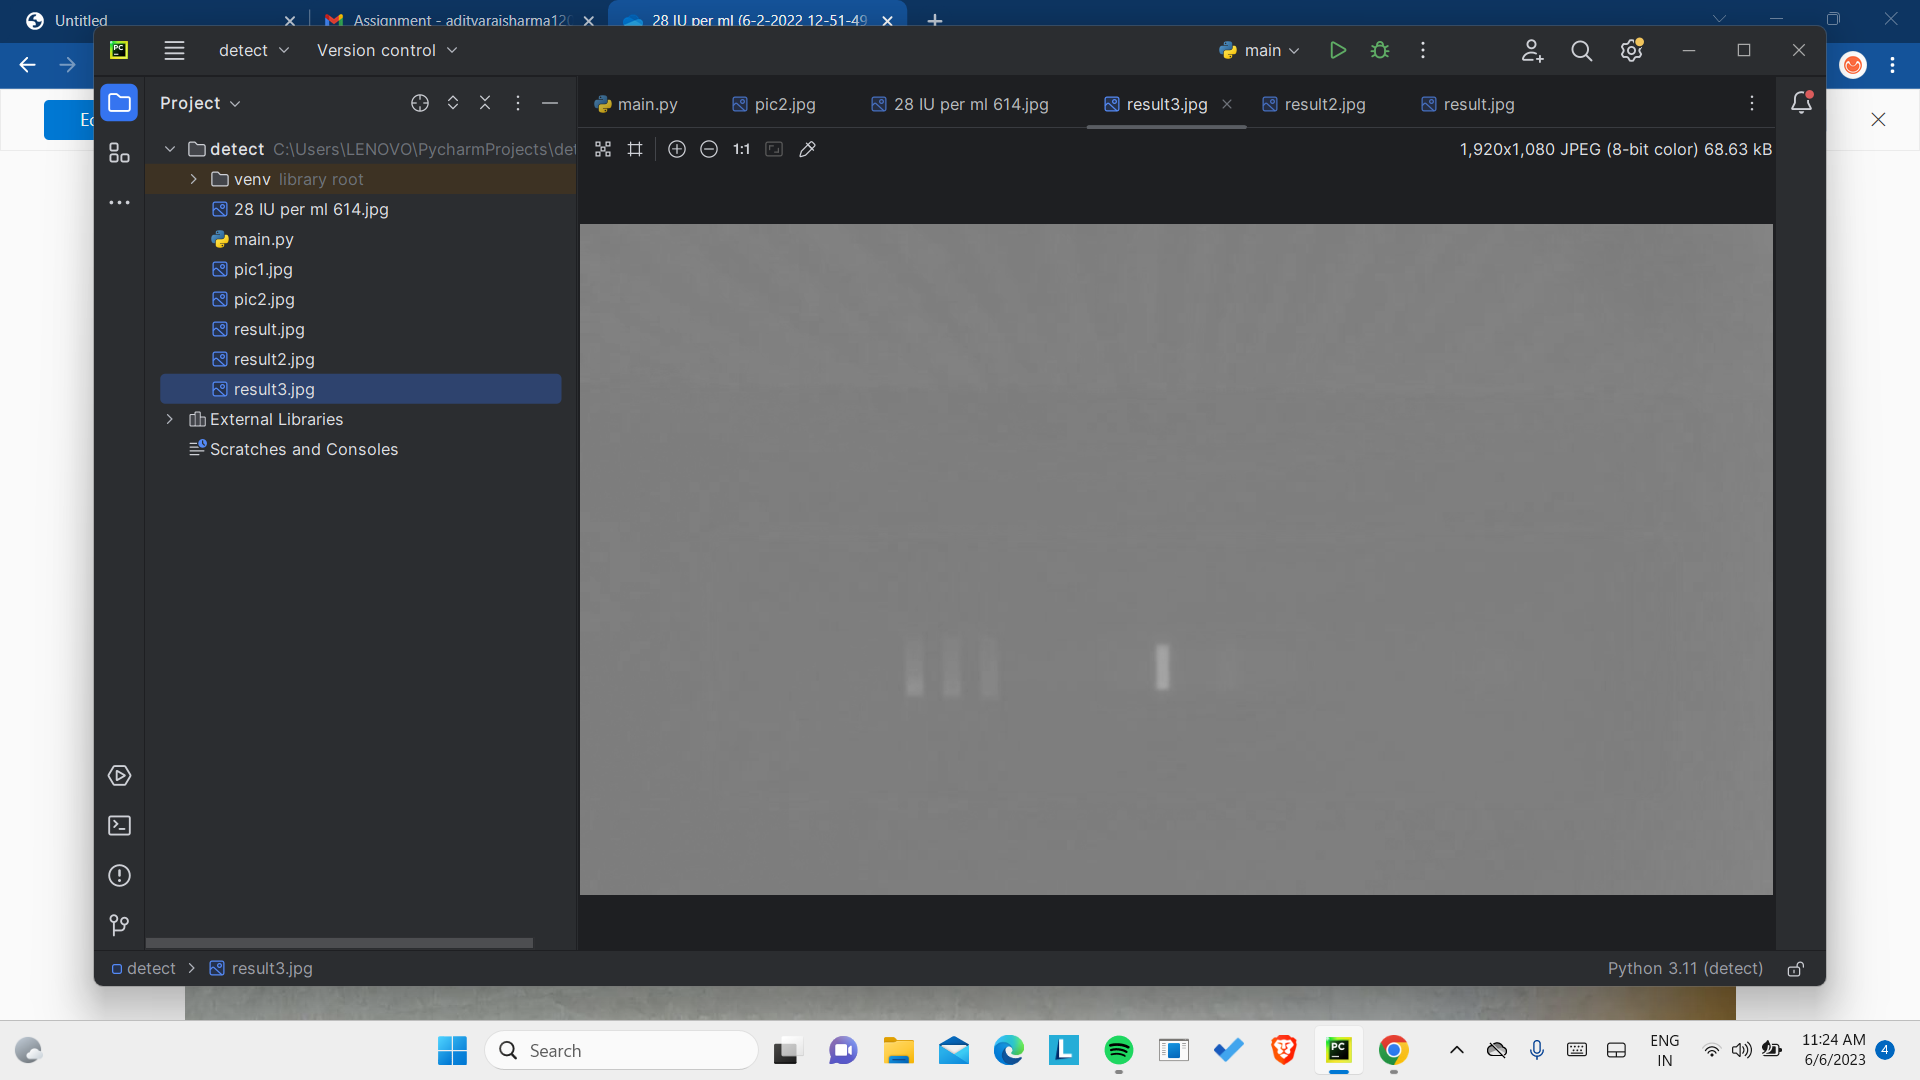 Untitled
Assignment - adityarajsharma120
28 IU per ml (6-2-2022 12-51-49
PC
detect
Version control
main
Project
main.py
pic2.jpg
28 IU per ml 614.jpg
result3.jpg
result2.jpg
result.jpg
detect C:\Users\LENOVO\PycharmProjects\det
1:1
1,920x1,080 JPEG (8-bit color) 68.63 kB
venv library root
28 IU per ml 614.jpg
main.py
pic1.jpg
pic2.jpg
result.jpg
result2.jpg
result3.jpg
External Libraries
Scratches and Consoles
detect > result3.jpg
Python 3.11 (detect)
Search
L
PC
ENG
IN
11:24 AM
6/6/2023
4